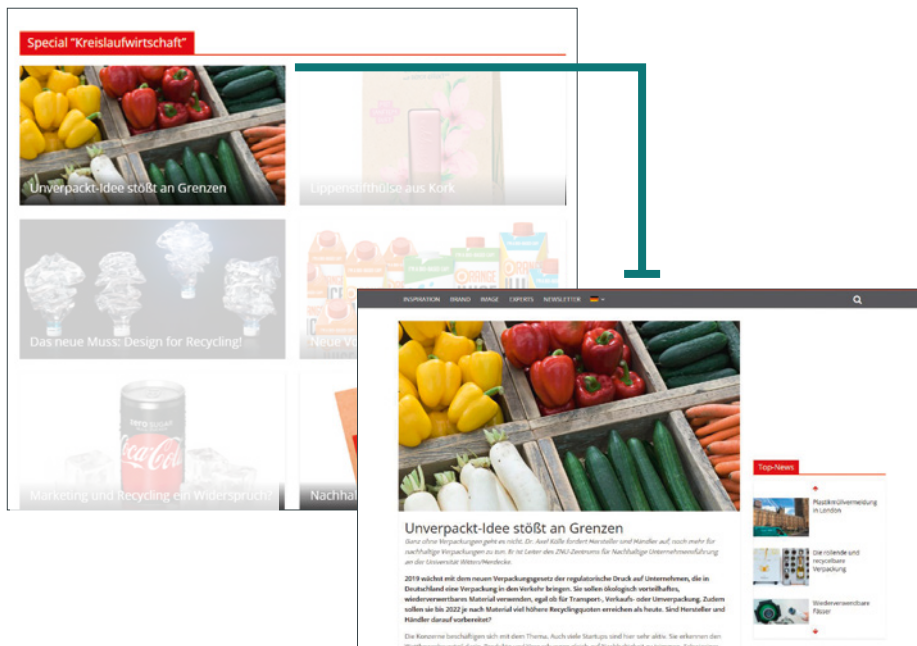 Special “Kreislaufwirtschaft”
Unverpackt-Idee stößt an Grenzen
Lippenstifthülse aus Kork
Das neue Muss: Design for Recycling!
Neue
Marketing und Recycling ein Widerspruch?
Nachhal
INSPIRATION BRAND IMAGE EXPERTS NEWSLETTER
Unverpackt-Idee stößt an Grenzen
Ganz ohne Verpackungen geht es nicht. Dr. Axel Kölle fordert Hersteller und Händler auf, noch mehr für
nachhaltige Verpackungen zu tun. Er ist Leiter des ZNU-Zentrums für Nachhaltige Unternehmensführung
an der Universität Witten/Herdecke.
2019 wächst mit dem neuen Verpackungsgesetz der regulatorische Druck auf Unternehmen, die in
Deutschland eine Verpackung in den Verkehr bringen. Sie sollen ökologisch vorteilhaftes,
wiederverwertbares Material verwenden, egal ob für Transport-, Verkaufs- oder Umverpackung. Zudem
sollen sie bis 2022 je nach Material viel höhere Recyclingquoten erreichen als heute. Sind Hersteller und
Händler darauf vorbereitet?
Die Konzerne beschäftigen sich mit dem Thema. Auch viele Startups sind hier sehr aktiv. Sie erkennen den
Top-News
Plastikmüllvermeidung
in London
Die rollende und
recycelbare
Verpackung
Wiederverwertbare
Fässer